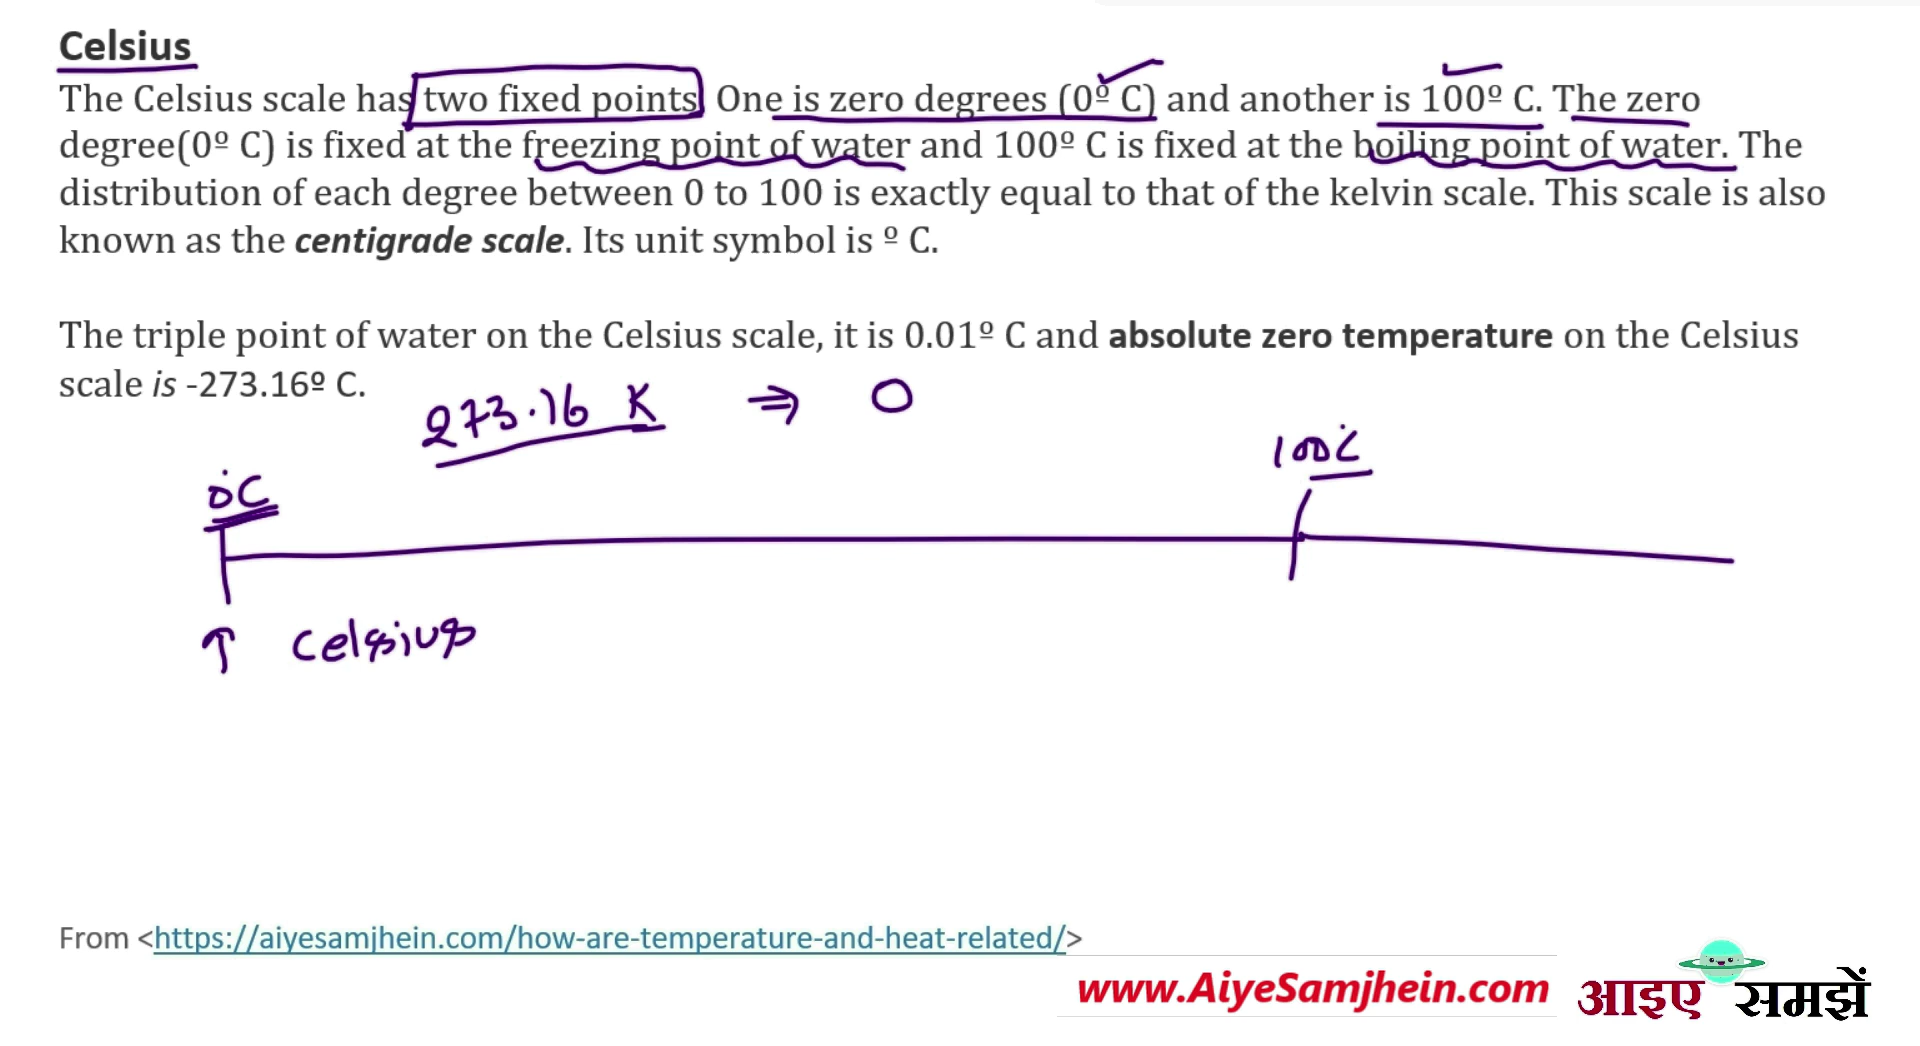 Celsius
The Celsius scale has two fixed points. One is zero degrees (0º C) and another is 100º C. The zero
degree(0º C) is fixed at the freezing point of water and 100º C is fixed at the boiling point of water. The
distribution of each degree between 0 to 100 is exactly equal to that of the kelvin scale. This scale is also
known as the centigrade scale. Its unit symbol is º C.
The triple point of water on the Celsius scale, it is 0.01º C and absolute zero temperature on the Celsius
scale is -273.16º C.
273.16 K ⇒ 0
0°C
100°C
↑ Celsius
From <https://aiyesamjhein.com/how-are-temperature-and-heat-related/>
www.AiyeSamjhein.com
आइए समझें